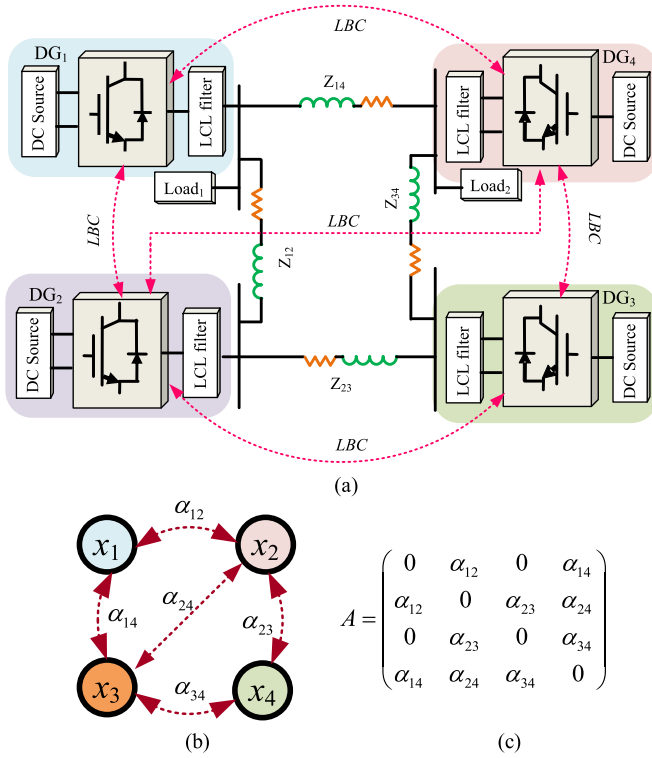 LBC
DG₁
DC Source
LCL filter
Z₁₄
DG₄
LCL filter
DC Source
Load₁
Z₃₄
Load₂
LBC
LBC
LBC
Z₁₂
DG₂
DC Source
LCL filter
Z₂₃
DG₃
LCL filter
DC Source
LBC
(a)
x₁
α₁₂
x₂
α₁₄
α₂₄
α₂₃
x₃
α₃₄
x₄
(b)
A =
0 α₁₂ 0 α₁₄
α₁₂ 0 α₂₃ α₂₄
0 α₂₃ 0 α₃₄
α₁₄ α₂₄ α₃₄ 0
(c)